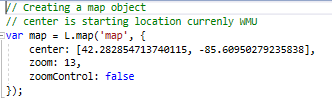 // Creating a map object
// center is starting location currenly WMU
var map = L.map('map', {
center: [42.282854713740115, -85.60950279235838],
zoom: 13,
zoomControl: false
});